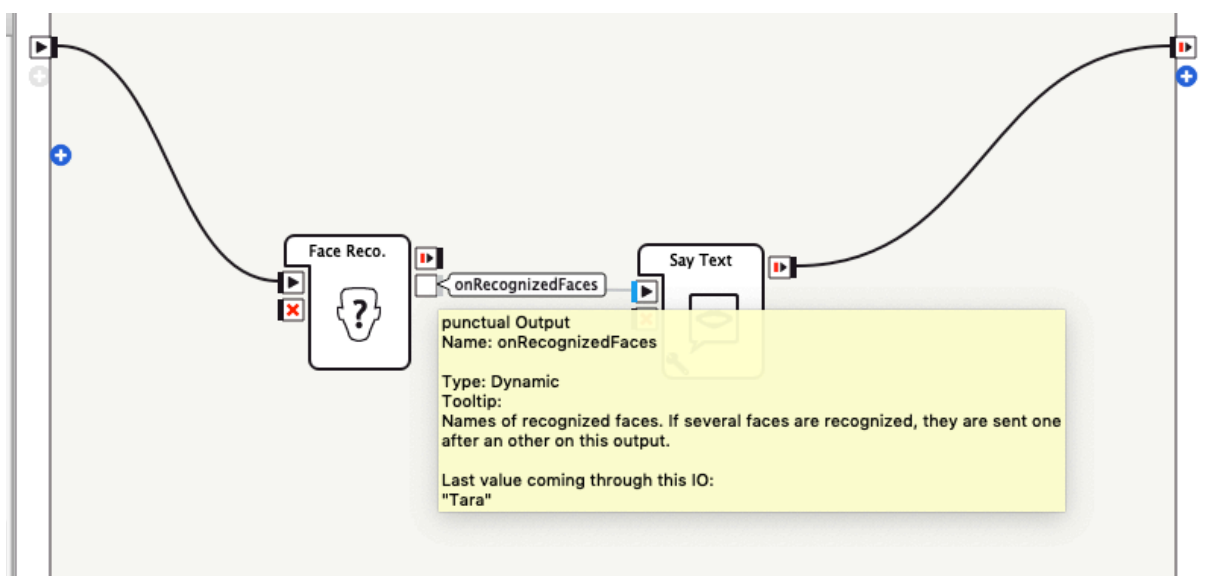 Face Reco.
Say Text
onRecognizedFaces
punctual Output
Name: onRecognizedFaces
Type: Dynamic
Tooltip:
Names of recognized faces. If several faces are recognized, they are sent one
after an other on this output.
Last value coming through this IO:
"Tara"